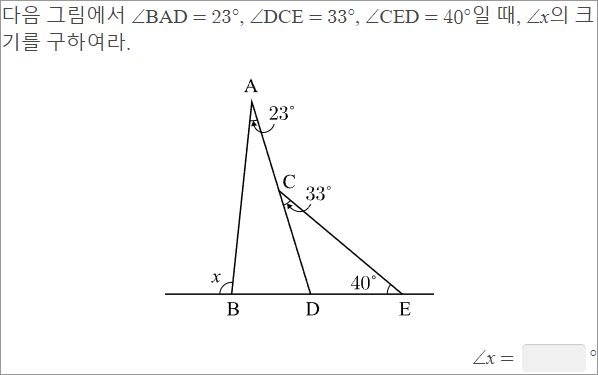 다음 그림에서 ∠BAD = 23°, ∠DCE = 33°, ∠CED = 40°일 때, ∠x의 크
기를 구하여라.
A
23°
C
33°
x
40°
B D E
∠x = °